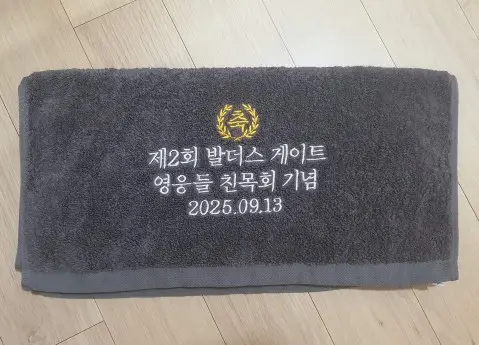 축
제2회 발더스 게이트
영웅들 친목회 기념
2025.09.13